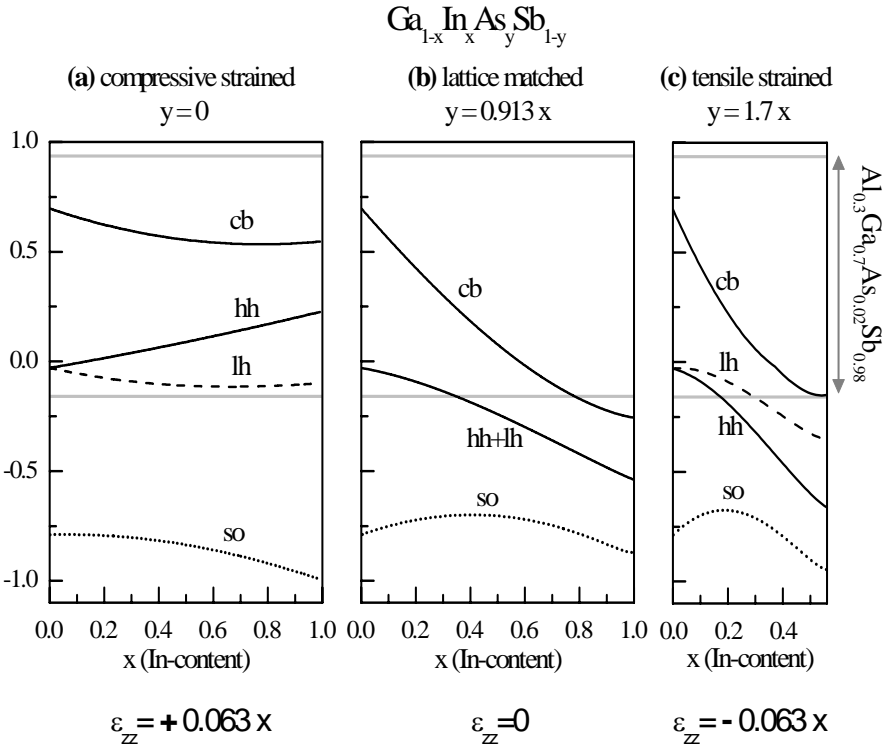 Ga₁₋ₓInₓAsᵧSb₁₋ᵧ
(a) compressive strained
y = 0
(b) lattice matched
y = 0.913 x
(c) tensile strained
y = 1.7 x
1.0
0.5
0.0
-0.5
-1.0
cb
hh
lh
so
cb
hh+lh
so
cb
lh
hh
so
Al₀.₃Ga₀.₇As₀.₀₂Sb₀.₉₈
0.0 0.2 0.4 0.6 0.8 1.0
x (In-content)
0.0 0.2 0.4 0.6 0.8 1.0
x (In-content)
0.0 0.2 0.4
x (In-content)
ε_zz = + 0.063 x
ε_zz = 0
ε_zz = - 0.063 x